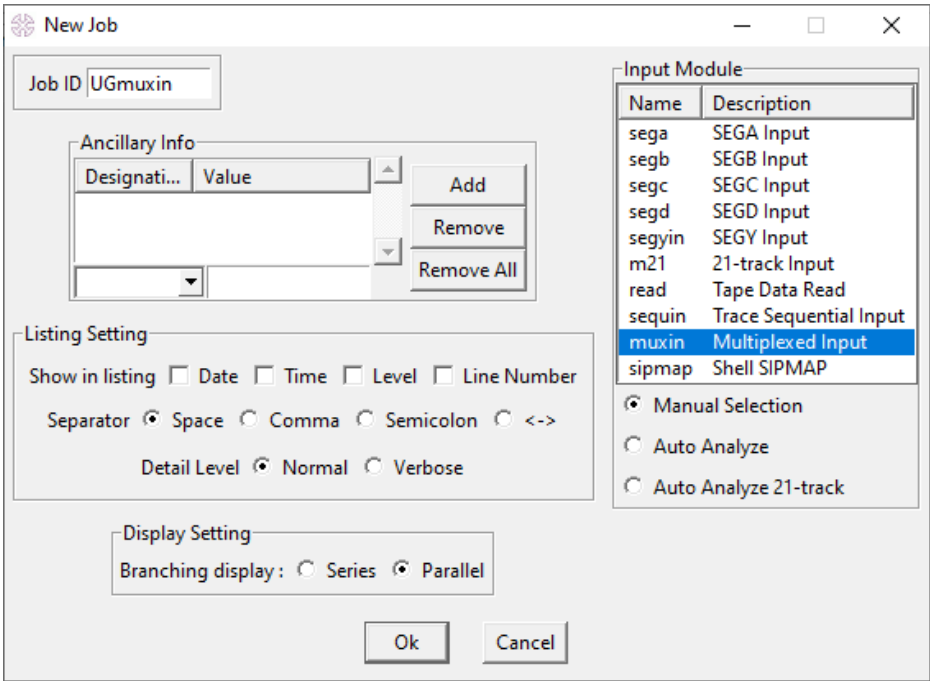 New Job
Job ID UGmuxin
Ancillary Info
Designati... Value
Add
Remove
Remove All
Listing Setting
Show in listing Date Time Level Line Number
Separator Space Comma Semicolon <->
Detail Level Normal Verbose
Display Setting
Branching display : Series Parallel
Input Module
Name Description
sega SEGA Input
segb SEGB Input
segc SEGC Input
segd SEGD Input
segyin SEGY Input
m21 21-track Input
read Tape Data Read
sequin Trace Sequential Input
muxin Multiplexed Input
sipmap Shell SIPMAP
Manual Selection
Auto Analyze
Auto Analyze 21-track
Ok Cancel